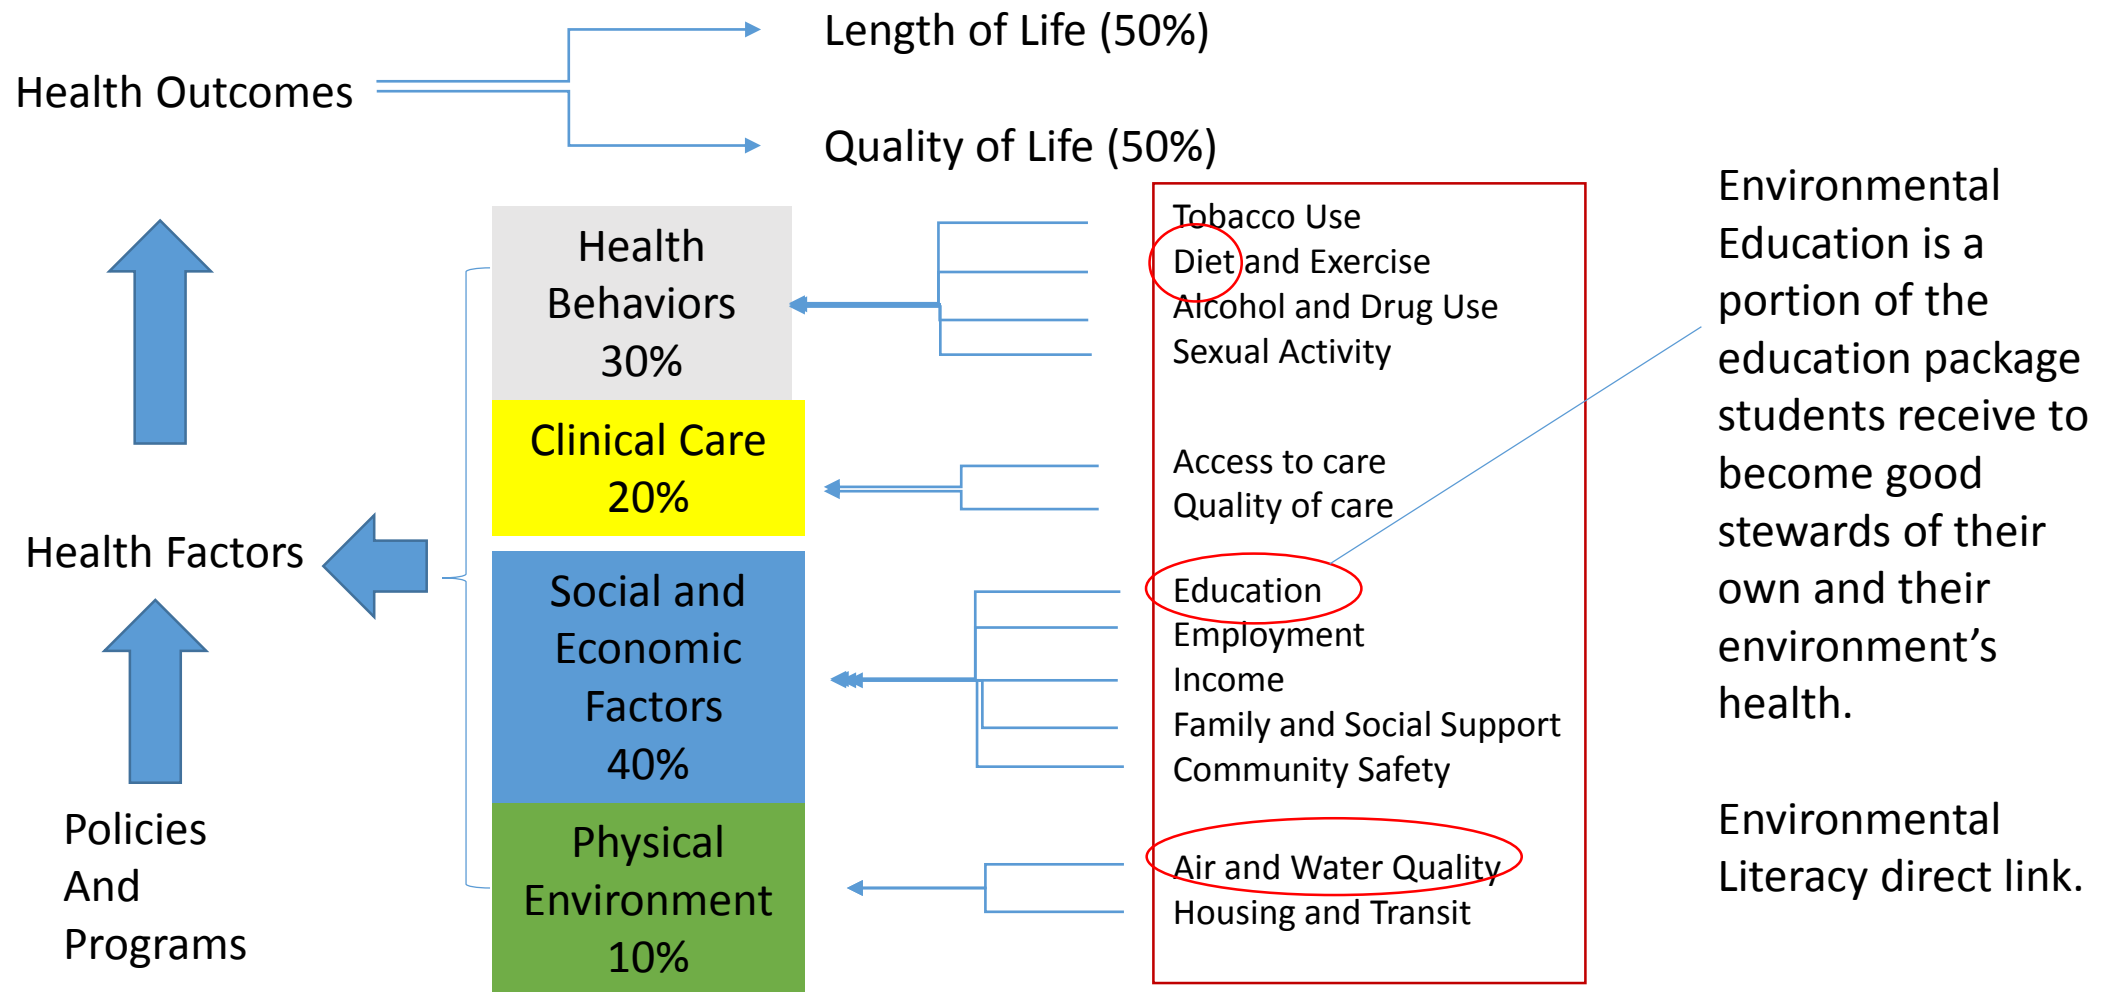 Length of Life (50%)
Health Outcomes
Quality of Life (50%)
Health
Behaviors
30%
Clinical Care
20%
Health Factors
Social and
Economic
Factors
40%
Policies
And
Programs
Physical
Environment
10%
Tobacco Use
Diet and Exercise
Alcohol and Drug Use
Sexual Activity
Access to care
Quality of care
Education
Employment
Income
Family and Social Support
Community Safety
Air and Water Quality
Housing and Transit
Environmental
Education is a
portion of the
education package
students receive to
become good
stewards of their
own and their
environment’s
health.
Environmental
Literacy direct link.